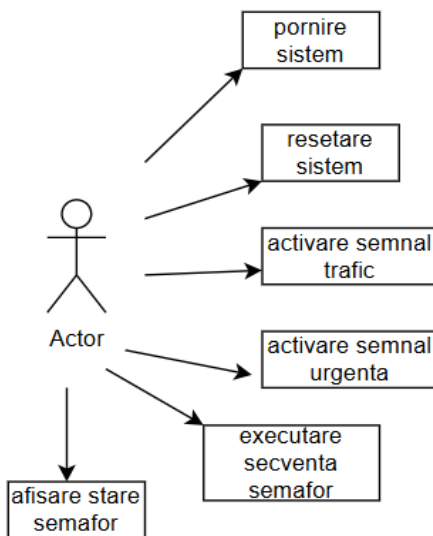 pornire
sistem
resetare
sistem
activare semnal
trafic
Actor
activare semnal
urgenta
executare
secventa
semafor
afisare stare
semafor